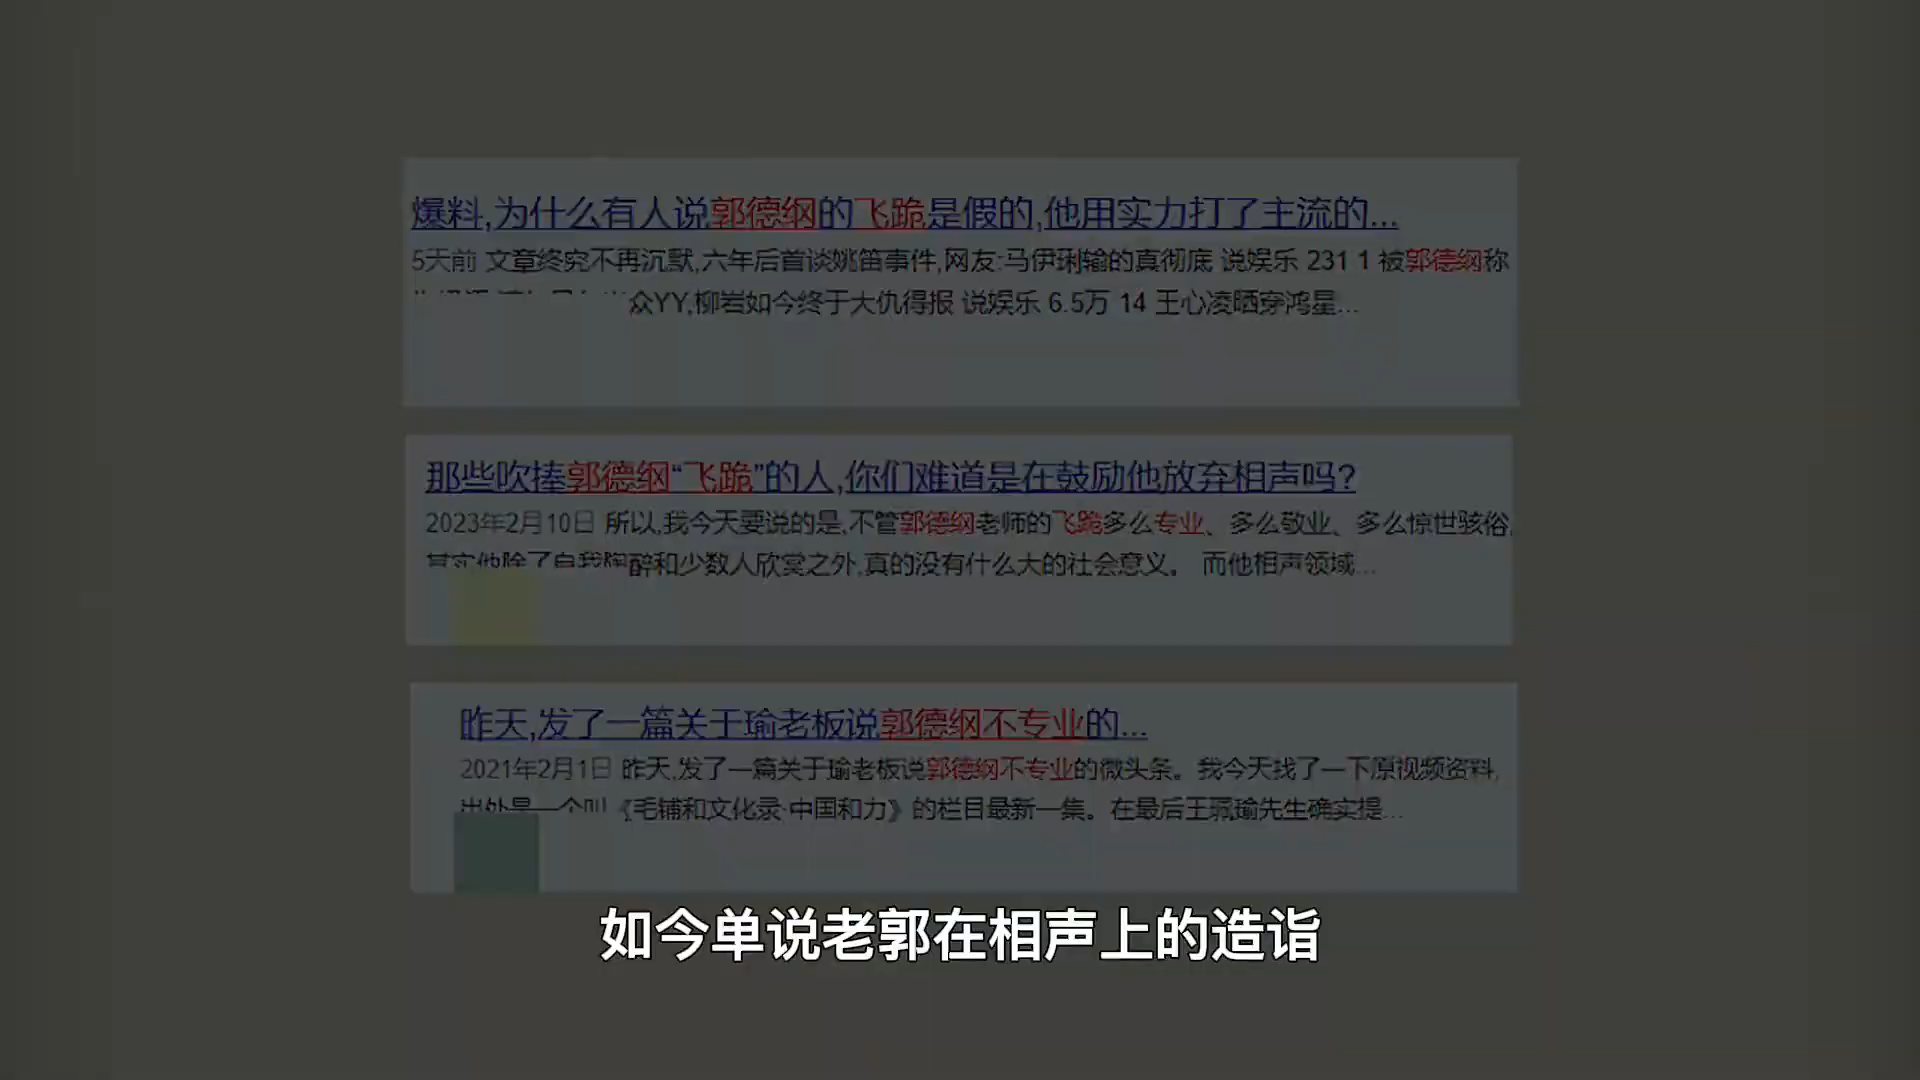 爆料,为什么有人说郭德纲的飞跪是假的,他用实力打了主流的...
5天前 文章终究不再沉默,六年后首谈姚笛事件,网友:马伊琍输的真彻底 说娱乐 231 1 被郭德纲称
众YY,柳岩如今终于大仇得报 说娱乐 6.5万 14 王心凌晒穿鸿星...
那些吹捧郭德纲“飞跪”的人,你们难道是在鼓励他放弃相声吗?
2023年2月10日 所以,我今天要说的是,不管郭德纲老师的飞跪多么专业、多么敬业、多么惊世骇俗,
其实他除了自我陶醉和少数人欣赏之外,真的没有什么大的社会意义。 而他相声领域...
昨天,发了一篇关于瑜老板说郭德纲不专业的...
2021年2月1日 昨天,发了一篇关于瑜老板说郭德纲不专业的微头条。我今天找了一下原视频资料,
出处是一个叫《毛铺和文化录·中国和力》的栏目最新一集。在最后王珮瑜先生确实提...
如今单说老郭在相声上的造诣